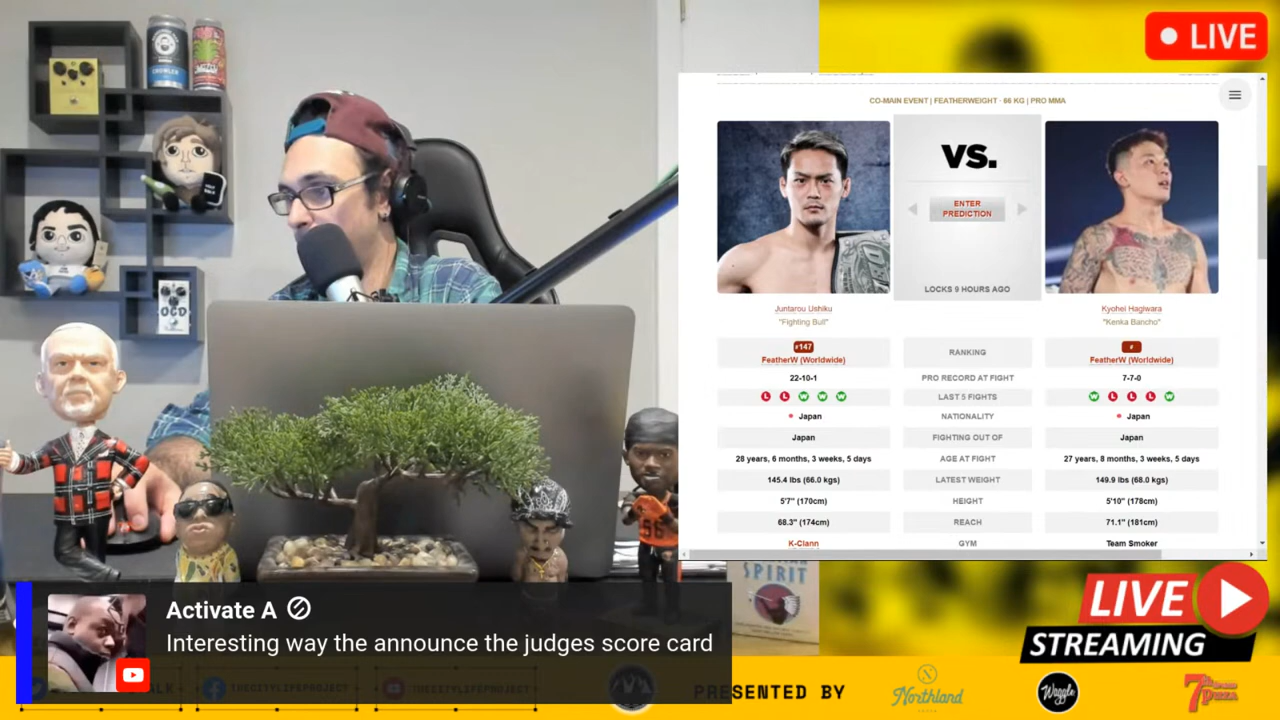 LIVE
CO-MAIN EVENT | FEATHERWEIGHT · 66 KG | PRO MMA
VS.
ENTER
PREDICTION
LOCKS 9 HOURS AGO
Juntarou Ushiku
"Fighting Bull"
Kyohei Hagiwara
"Kenka Bancho"
#147
FeatherW (Worldwide)
RANKING
#
FeatherW (Worldwide)
22-10-1
PRO RECORD AT FIGHT
7-7-0
L L W W W
LAST 5 FIGHTS
W L L L W
Japan
NATIONALITY
Japan
Japan
FIGHTING OUT OF
Japan
28 years, 6 months, 3 weeks, 5 days
AGE AT FIGHT
27 years, 8 months, 3 weeks, 5 days
145.4 lbs (66.0 kgs)
LATEST WEIGHT
149.9 lbs (68.0 kgs)
5'7" (170cm)
HEIGHT
5'10" (178cm)
68.3" (174cm)
REACH
71.1" (181cm)
K-Clann
GYM
Team Smoker
CROWLER
OCD
56
SPIRIT
Activate A
Interesting way the announce the judges score card
LIVE
STREAMING
THECITYLIFEPROJECT
THECITYLIFEPROJECT
PRESENTED BY
Northland
Waggle